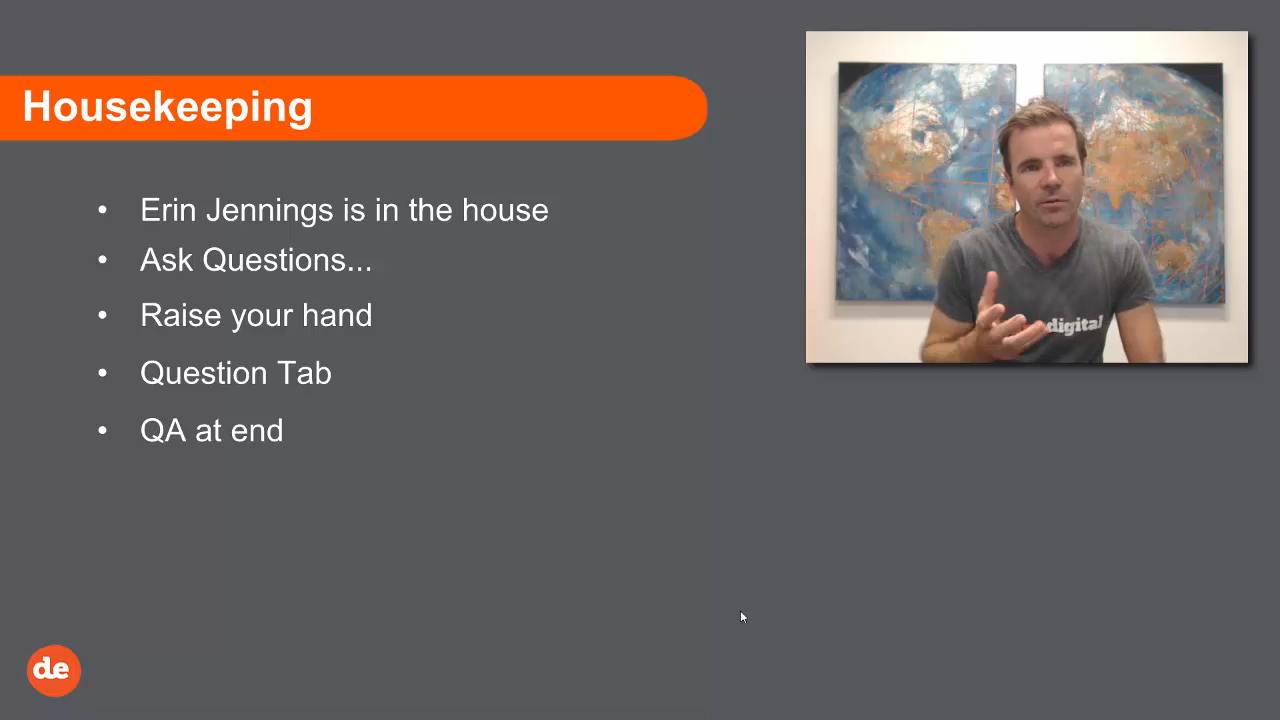 Housekeeping
• Erin Jennings is in the house
• Ask Questions...
• Raise your hand
• Question Tab
• QA at end
digital
de